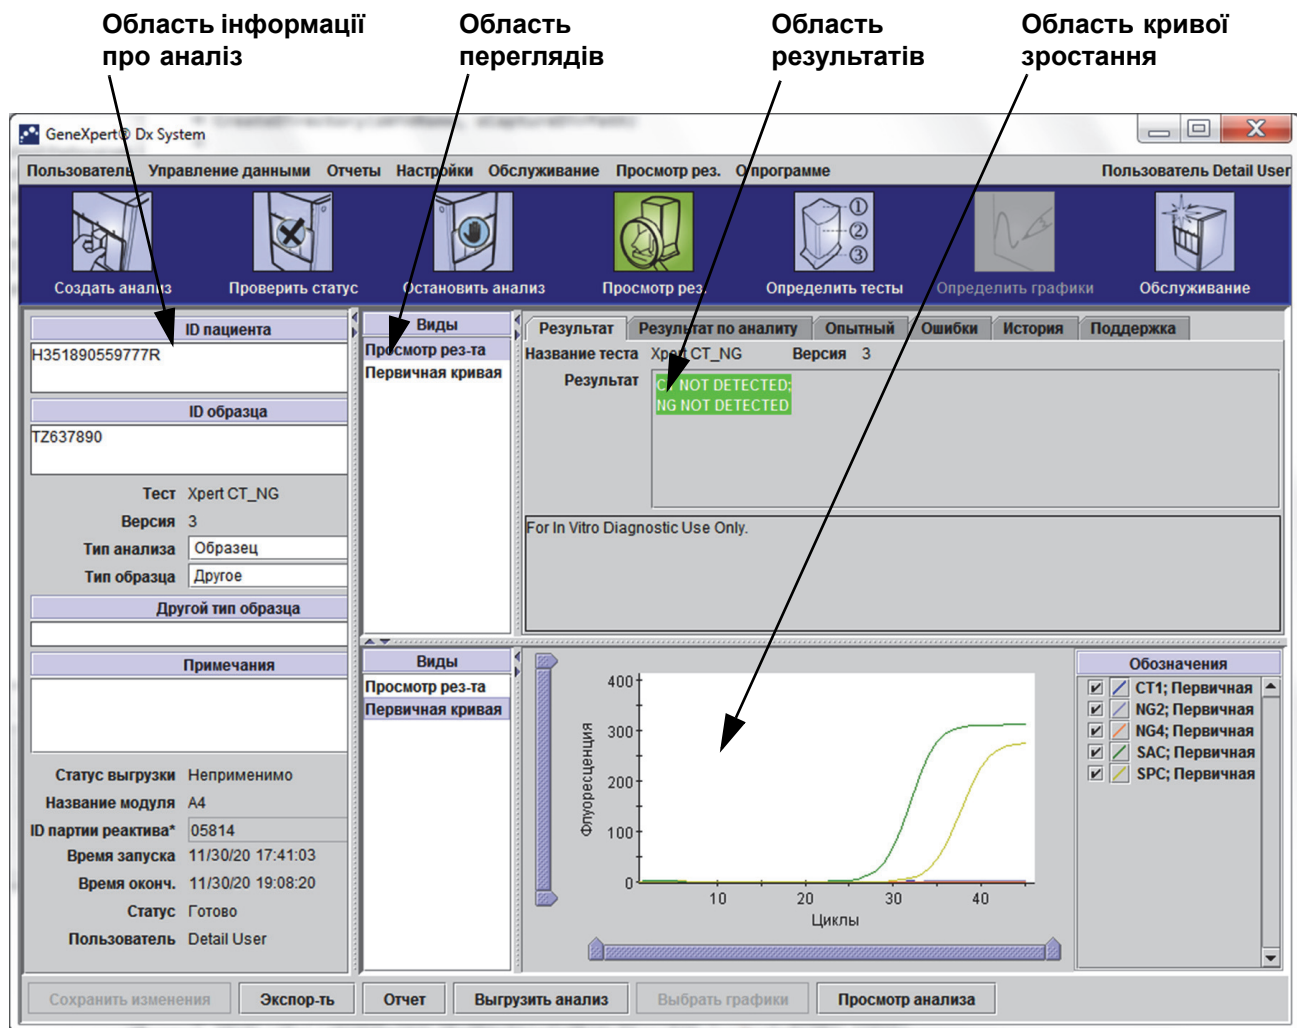 Область інформації
про аналіз
Область
переглядів
Область
результатів
Область кривої
зростання
GeneXpert® Dx System
Пользователь Управление данными Отчеты Настройки Обслуживание Просмотр рез. О программе Пользователь Detail User
Создать анализ Проверить статус Остановить анализ Просмотр рез. Определить тесты Определить графики Обслуживание
ID пациента
H351890559777R
ID образца
TZ637890
Тест Xpert CT_NG
Версия 3
Тип анализа Образец
Тип образца Другое
Другой тип образца
Примечания
Статус выгрузки Неприменимо
Название модуля A4
ID партии реактива* 05814
Время запуска 11/30/20 17:41:03
Время оконч. 11/30/20 19:08:20
Статус Готово
Пользователь Detail User
Виды
Просмотр рез-та
Первичная кривая
Результат Результат по аналиту Опытный Ошибки История Поддержка
Название теста Xpert CT_NG Версия 3
Результат
CT NOT DETECTED;
NG NOT DETECTED
For In Vitro Diagnostic Use Only.
Виды
Просмотр рез-та
Первичная кривая
Флуоресценция
400
300
200
100
0
10 20 30 40
Циклы
Обозначения
CT1; Первичная
NG2; Первичная
NG4; Первичная
SAC; Первичная
SPC; Первичная
Сохранить изменения Экспор-ть Отчет Выгрузить анализ Выбрать графики Просмотр анализа